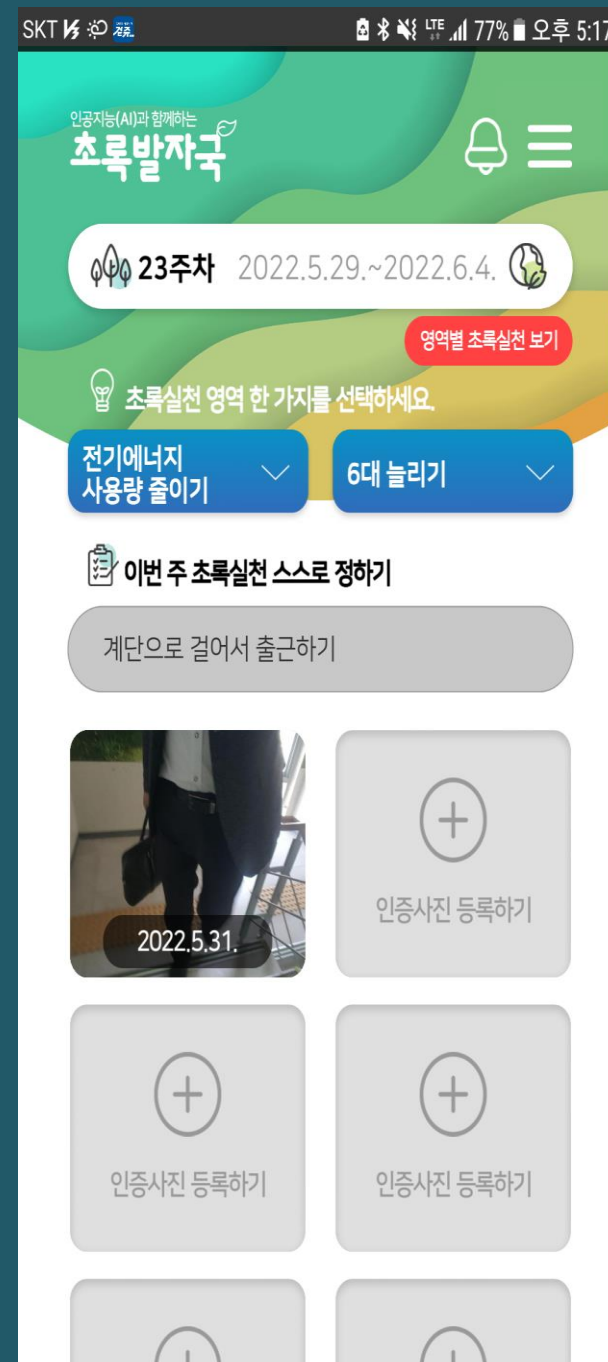 SKT LTE 77% 오후 5:17
인공지능(AI)과 함께하는
초록발자국
23주차 2022.5.29.~2022.6.4.
영역별 초록실천 보기
초록실천 영역 한 가지를 선택하세요.
전기에너지
사용량 줄이기
6대 늘리기
이번 주 초록실천 스스로 정하기
계단으로 걸어서 출근하기
2022.5.31.
인증사진 등록하기
인증사진 등록하기
인증사진 등록하기